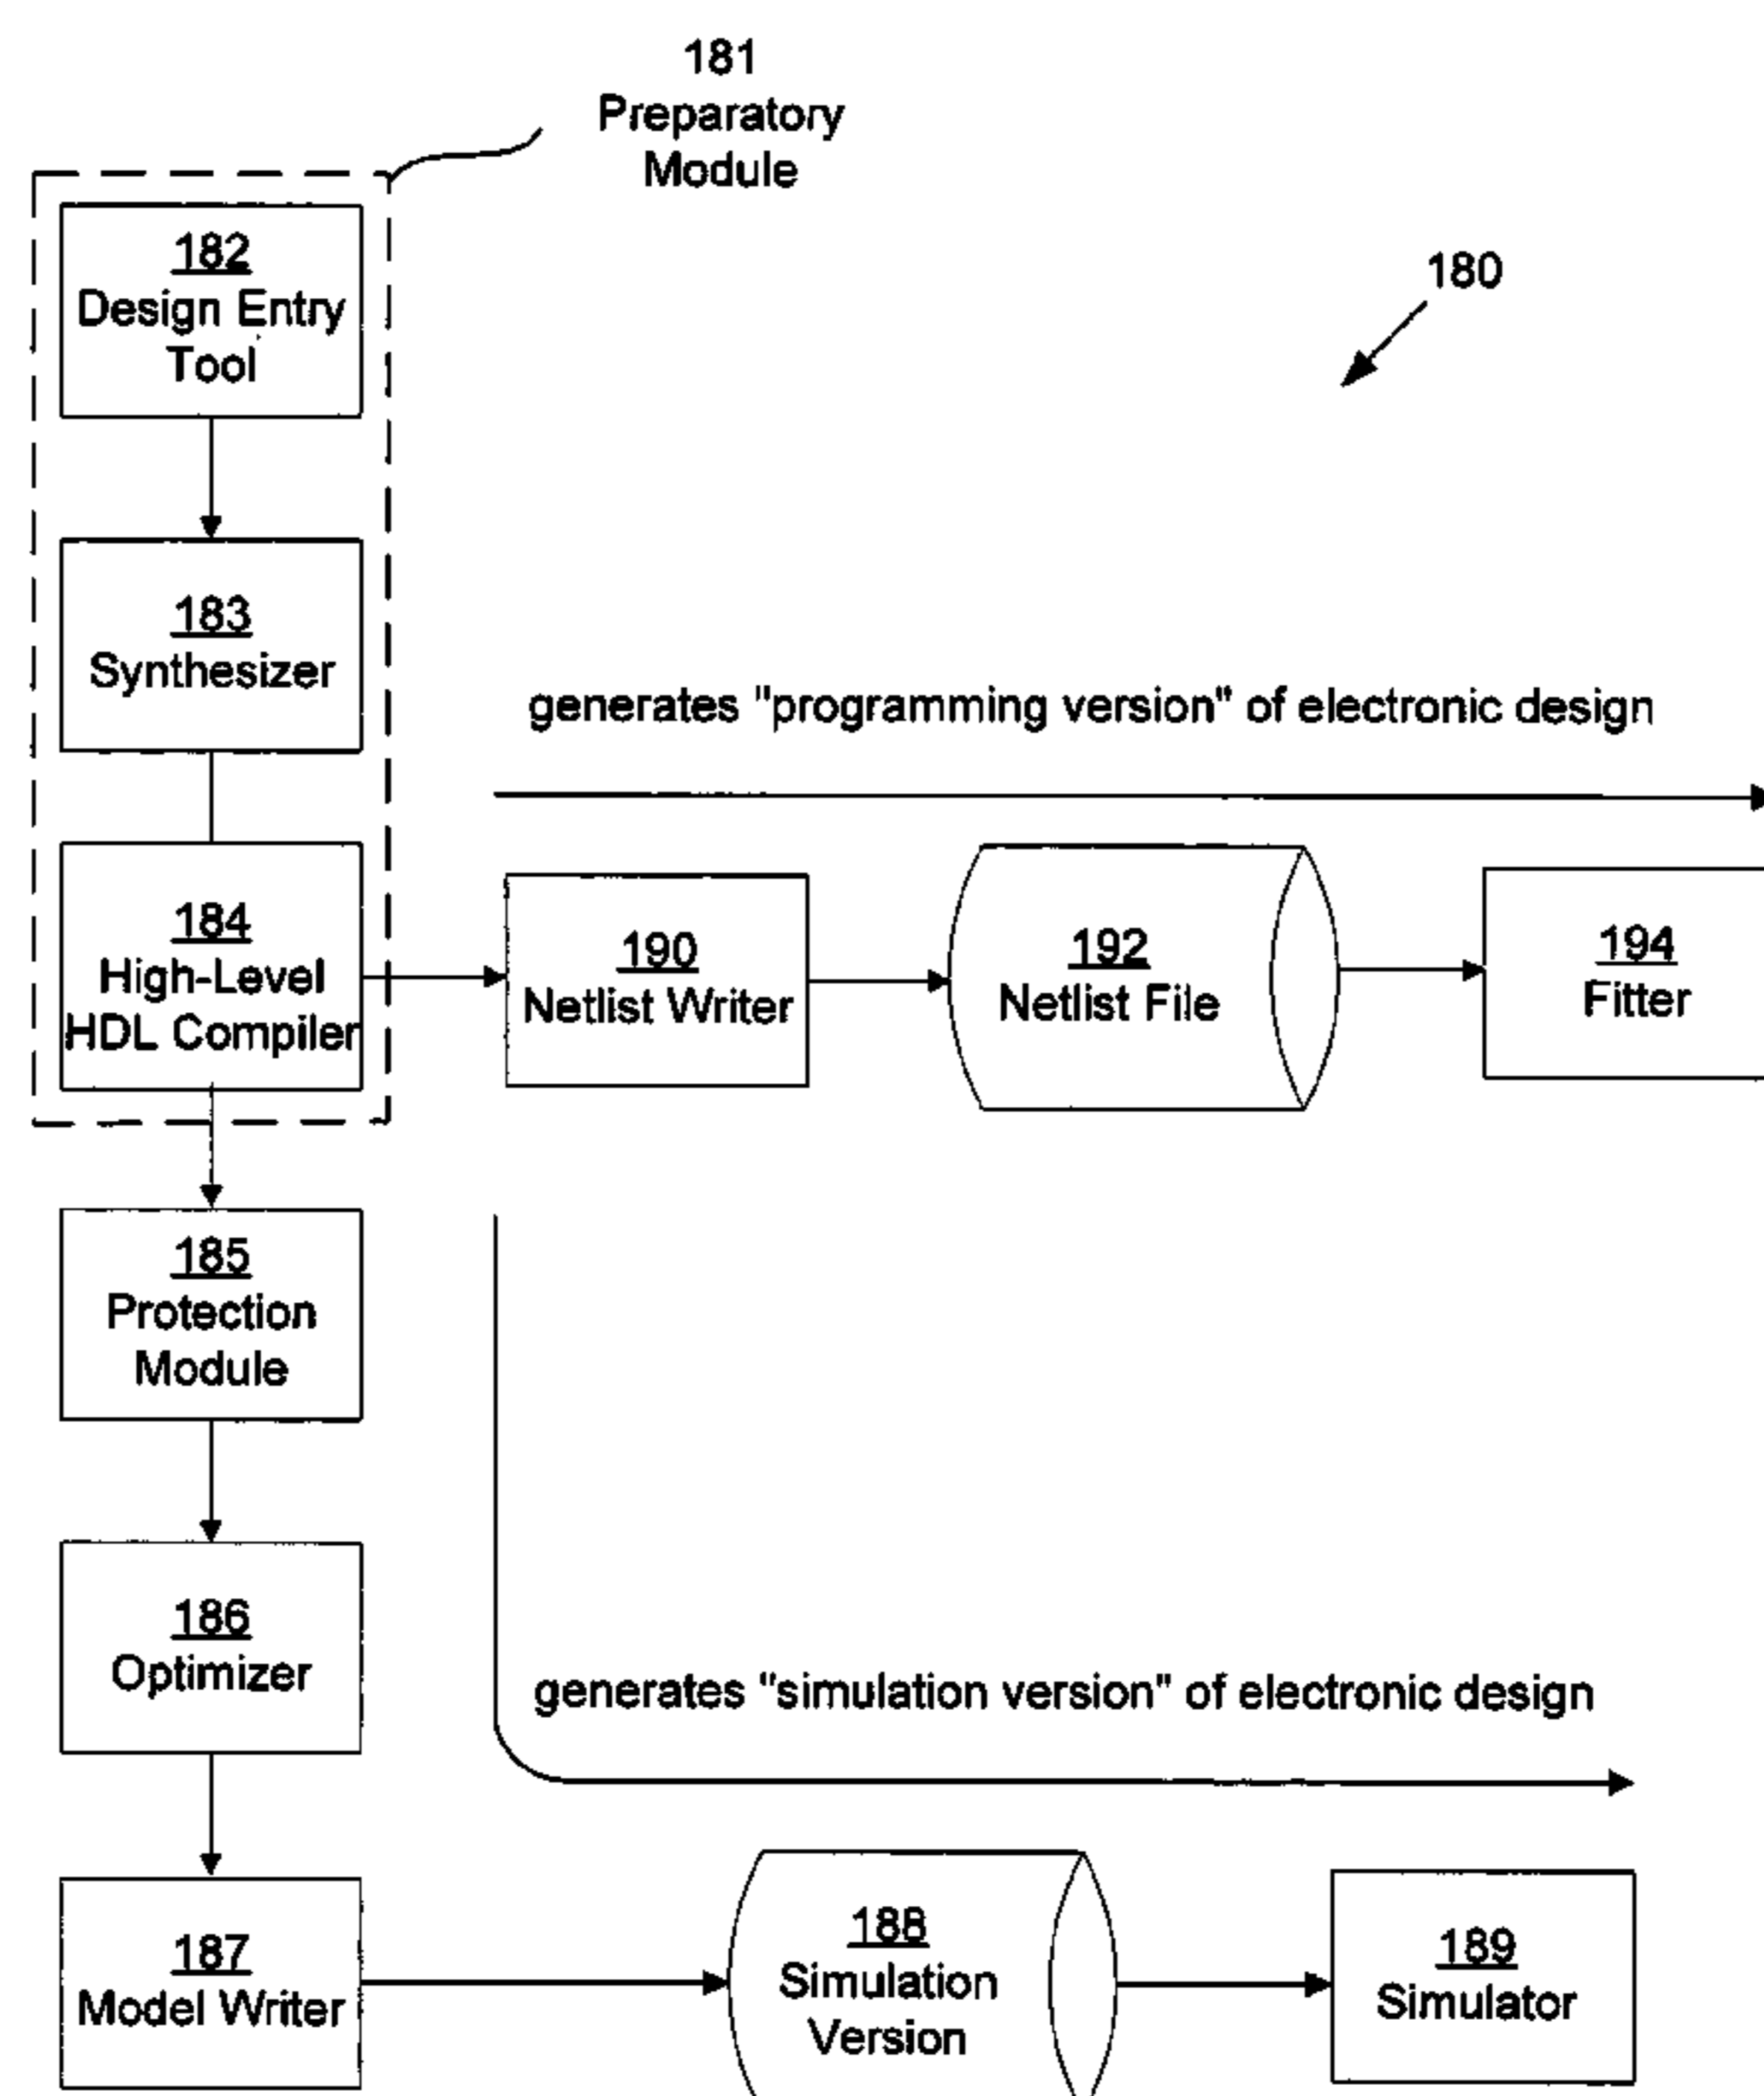 181
Preparatory
Module
182
Design Entry
Tool
180
183
Synthesizer
generates "programming version" of electronic design
184
High-Level
HDL Compiler
190
Netlist Writer
192
Netlist File
194
Fitter
185
Protection
Module
186
Optimizer
generates "simulation version" of electronic design
187
Model Writer
188
Simulation
Version
189
Simulator